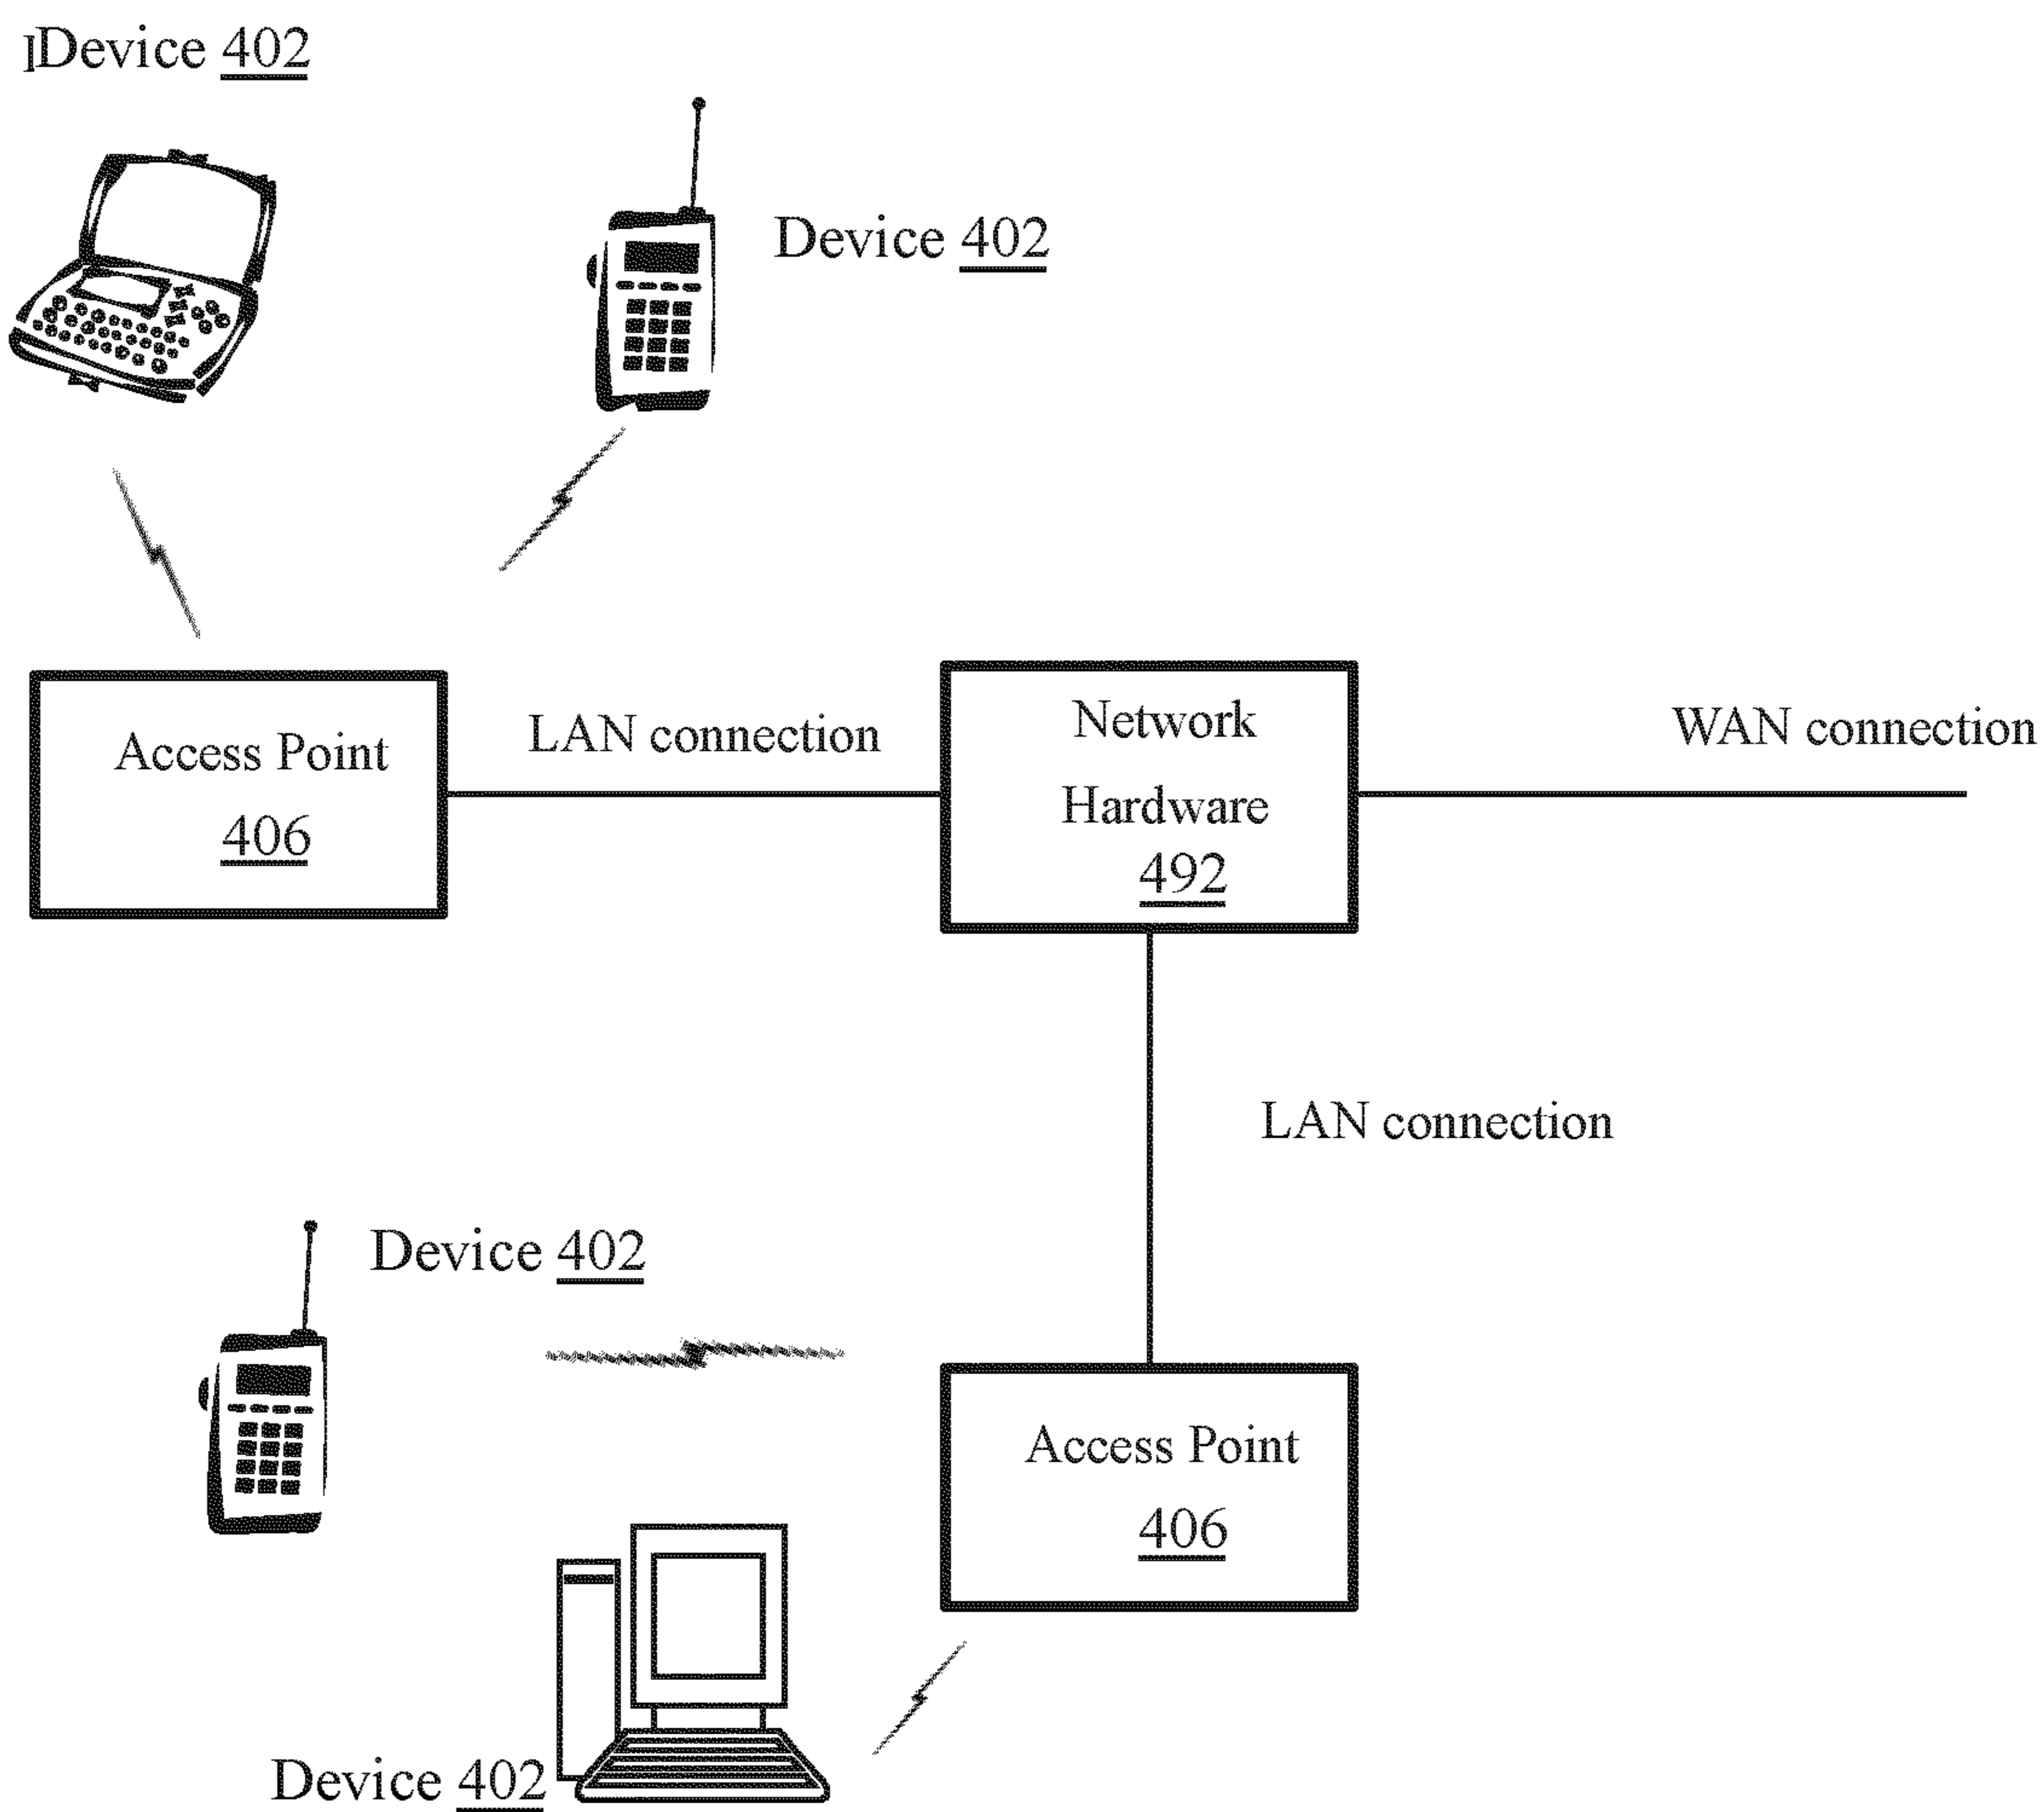 Device 402
Device 402
Access Point
406
LAN connection
Network
Hardware
492
WAN connection
LAN connection
Device 402
Access Point
406
Device 402